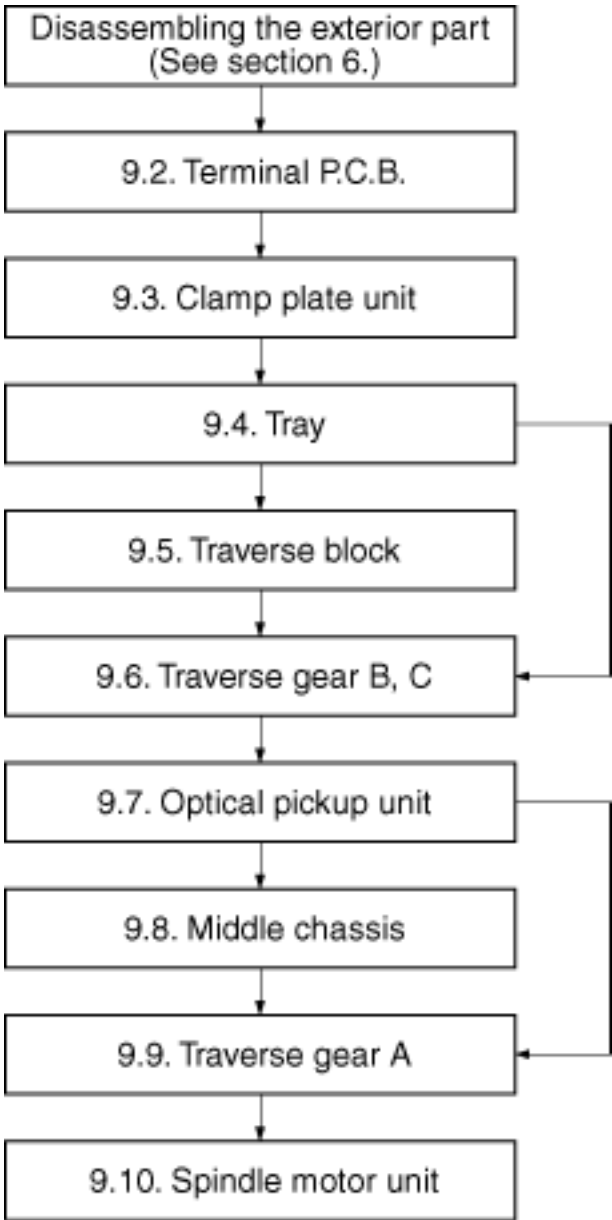 Disassembling the exterior part
(See section 6.)
9.2. Terminal P.C.B.
9.3. Clamp plate unit
9.4. Tray
9.5. Traverse block
9.6. Traverse gear B, C
9.7. Optical pickup unit
9.8. Middle chassis
9.9. Traverse gear A
9.10. Spindle motor unit